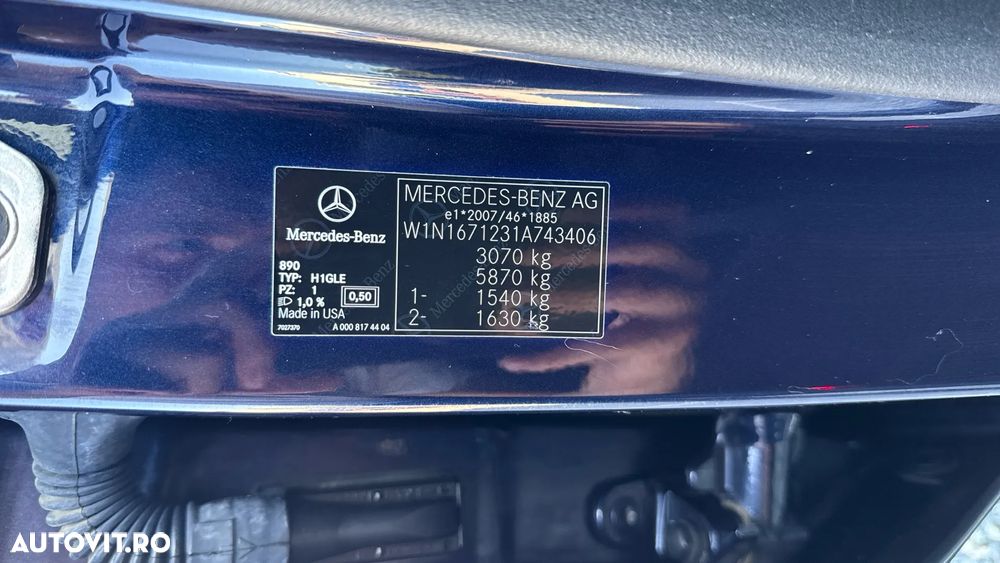 Mercedes-Benz
890
TYP: H1GLE
PZ: 1
1,0 % 0,50
Made in USA
7027370 A 000 817 44 04
MERCEDES-BENZ AG
e1*2007/46*1885
W1N1671231A743406
3070 kg
5870 kg
1- 1540 kg
2- 1630 kg
AUTOVIT.RO